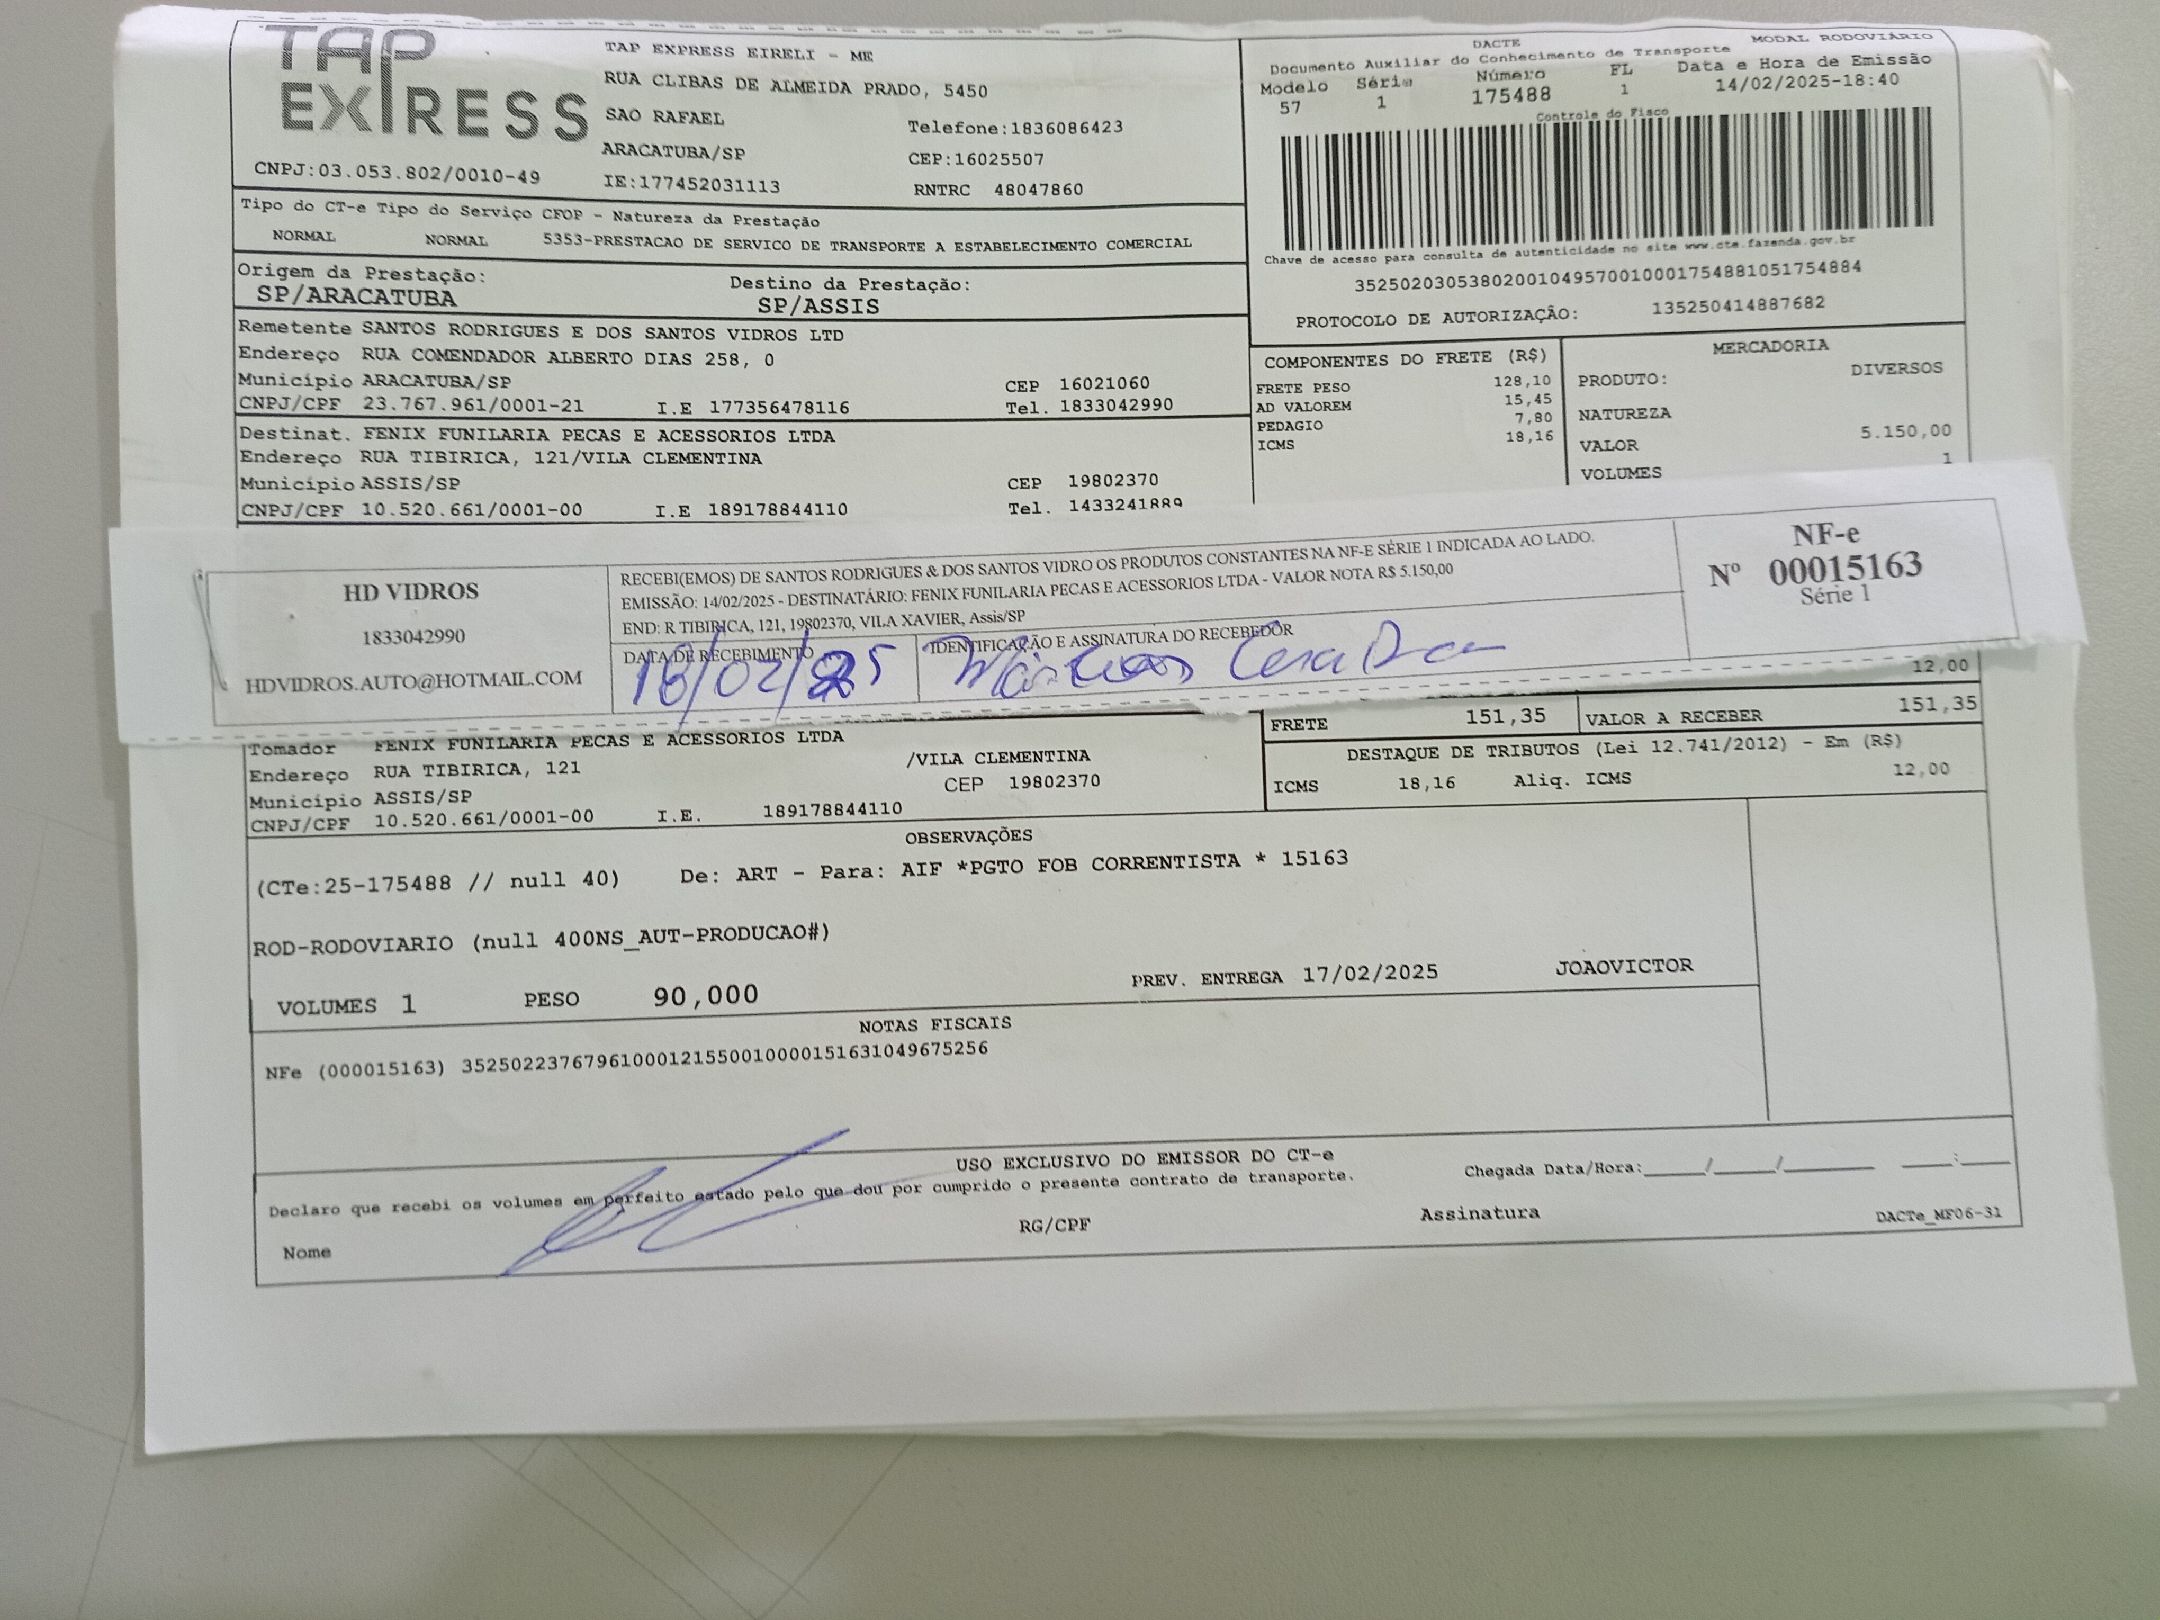 TAP
EXPRESS
CNPJ:03.053.802/0010-49
TAP EXPRESS EIRELI - ME
RUA CLIBAS DE ALMEIDA PRADO, 5450
SAO RAFAEL
Telefone:1836086423
ARACATUBA/SP
CEP:16025507
IE:177452031113
RNTRC 48047860
DACTE
MODAL RODOVIÁRIO
Documento Auxiliar do Conhecimento de Transporte
Modelo Série Número FL Data e Hora de Emissão
57 1 175488 1 14/02/2025-18:40
Controle do Fisco
Chave de acesso para consulta de autenticidade no site www.cte.fazenda.gov.br
35250203053802001049570010001754881051754884
PROTOCOLO DE AUTORIZAÇÃO: 135250414887682
Tipo do CT-e Tipo do Serviço CFOP - Natureza da Prestação
NORMAL NORMAL 5353-PRESTACAO DE SERVICO DE TRANSPORTE A ESTABELECIMENTO COMERCIAL
Origem da Prestação: Destino da Prestação:
SP/ARACATUBA SP/ASSIS
Remetente SANTOS RODRIGUES E DOS SANTOS VIDROS LTD
Endereço RUA COMENDADOR ALBERTO DIAS 258, 0
Município ARACATUBA/SP CEP 16021060
CNPJ/CPF 23.767.961/0001-21 I.E 177356478116 Tel. 1833042990
Destinat. FENIX FUNILARIA PECAS E ACESSORIOS LTDA
Endereço RUA TIBIRICA, 121/VILA CLEMENTINA
Município ASSIS/SP CEP 19802370
CNPJ/CPF 10.520.661/0001-00 I.E 189178844110 Tel. 1433241889
COMPONENTES DO FRETE (R$)
FRETE PESO 128,10
AD VALOREM 15,45
PEDAGIO 7,80
ICMS 18,16
MERCADORIA
PRODUTO: DIVERSOS
NATUREZA
VALOR 5.150,00
VOLUMES 1
HD VIDROS
1833042990
HDVIDROS.AUTO@HOTMAIL.COM
RECEBI(EMOS) DE SANTOS RODRIGUES & DOS SANTOS VIDRO OS PRODUTOS CONSTANTES NA NF-E SÉRIE 1 INDICADA AO LADO.
EMISSÃO: 14/02/2025 - DESTINATÁRIO: FENIX FUNILARIA PECAS E ACESSORIOS LTDA - VALOR NOTA R$ 5.150,00
END: R TIBIRICA, 121, 19802370, VILA XAVIER, Assis/SP
DATA DE RECEBIMENTO
IDENTIFICAÇÃO E ASSINATURA DO RECEBEDOR
NF-e
Nº 00015163
Série 1
12,00
FRETE 151,35 VALOR A RECEBER 151,35
DESTAQUE DE TRIBUTOS (Lei 12.741/2012) - Em (R$)
ICMS 18,16 Aliq. ICMS 12,00
Tomador FENIX FUNILARIA PECAS E ACESSORIOS LTDA
Endereço RUA TIBIRICA, 121 /VILA CLEMENTINA
Município ASSIS/SP CEP 19802370
CNPJ/CPF 10.520.661/0001-00 I.E. 189178844110
OBSERVAÇÕES
(CTe:25-175488 // null 40) De: ART - Para: AIF *PGTO FOB CORRENTISTA * 15163
ROD-RODOVIARIO (null 400NS_AUT-PRODUCAO#)
VOLUMES 1 PESO 90,000 PREV. ENTREGA 17/02/2025 JOAOVICTOR
NOTAS FISCAIS
NFe (000015163) 35250223767961000121550010000151631049675256
USO EXCLUSIVO DO EMISSOR DO CT-e
Declaro que recebi os volumes em perfeito estado pelo que dou por cumprido o presente contrato de transporte.
Chegada Data/Hora:_____/_____/_______ ____:____
Nome RG/CPF Assinatura DACTe_MF06-31